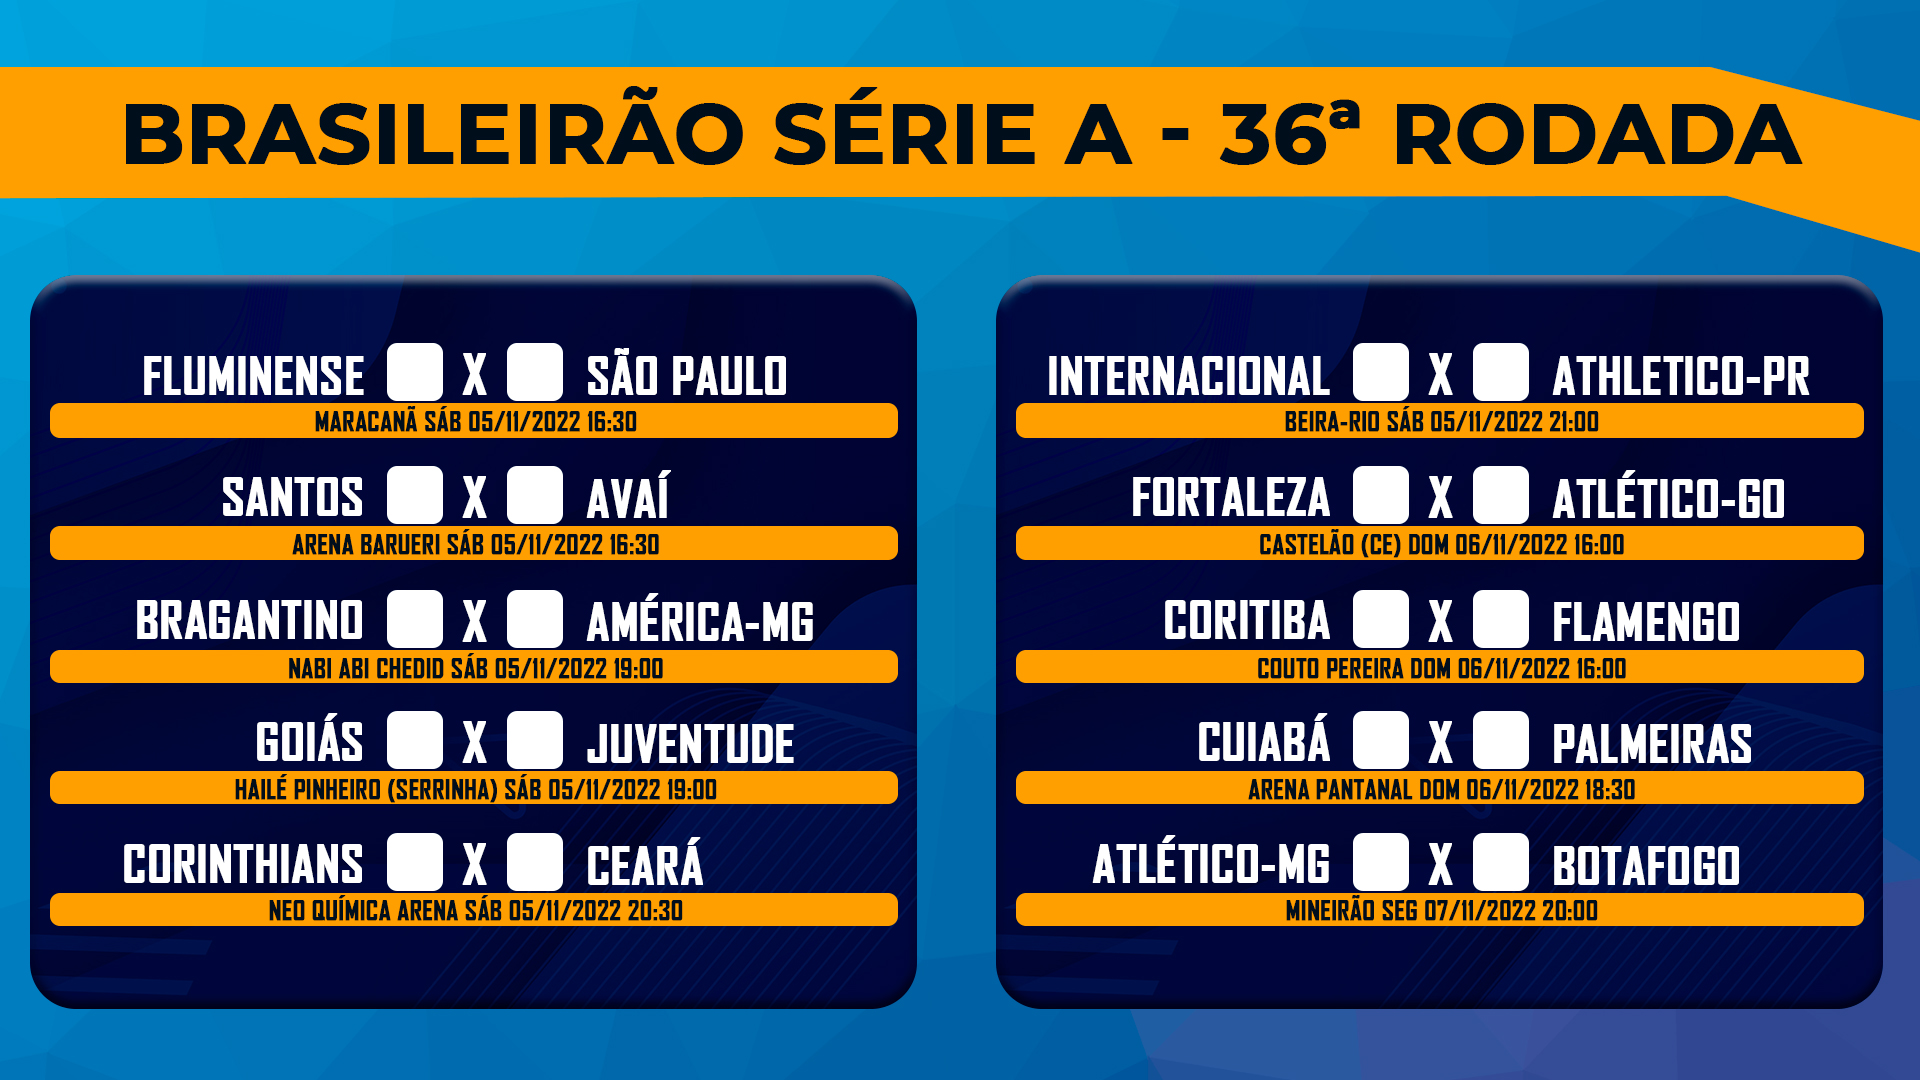 BRASILEIRÃO SÉRIE A - 36ª RODADA
FLUMINENSE X SÃO PAULO
MARACANÃ SÁB 05/11/2022 16:30
SANTOS X AVAÍ
ARENA BARUERI SÁB 05/11/2022 16:30
BRAGANTINO X AMÉRICA-MG
NABI ABI CHEDID SÁB 05/11/2022 19:00
GOIÁS X JUVENTUDE
HAILÉ PINHEIRO (SERRINHA) SÁB 05/11/2022 19:00
CORINTHIANS X CEARÁ
NEO QUÍMICA ARENA SÁB 05/11/2022 20:30
INTERNACIONAL X ATHLETICO-PR
BEIRA-RIO SÁB 05/11/2022 21:00
FORTALEZA X ATLÉTICO-GO
CASTELÃO (CE) DOM 06/11/2022 16:00
CORITIBA X FLAMENGO
COUTO PEREIRA DOM 06/11/2022 16:00
CUIABÁ X PALMEIRAS
ARENA PANTANAL DOM 06/11/2022 18:30
ATLÉTICO-MG X BOTAFOGO
MINEIRÃO SEG 07/11/2022 20:00